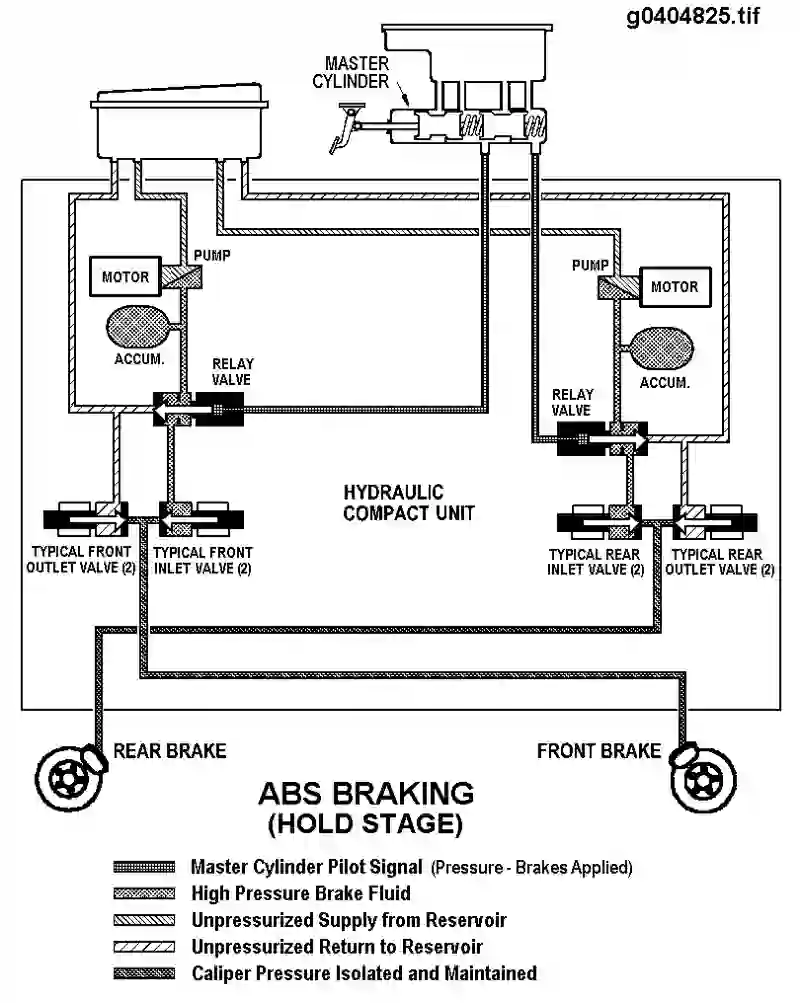 g0404825.tif
MASTER
CYLINDER
PUMP
MOTOR
ACCUM.
RELAY
VALVE
PUMP
MOTOR
ACCUM.
RELAY
VALVE
HYDRAULIC
COMPACT UNIT
TYPICAL FRONT
OUTLET VALVE (2)
TYPICAL FRONT
INLET VALVE (2)
TYPICAL REAR
INLET VALVE (2)
TYPICAL REAR
OUTLET VALVE (2)
REAR BRAKE
FRONT BRAKE
ABS BRAKING
(HOLD STAGE)
Master Cylinder Pilot Signal (Pressure - Brakes Applied)
High Pressure Brake Fluid
Unpressurized Supply from Reservoir
Unpressurized Return to Reservoir
Caliper Pressure Isolated and Maintained